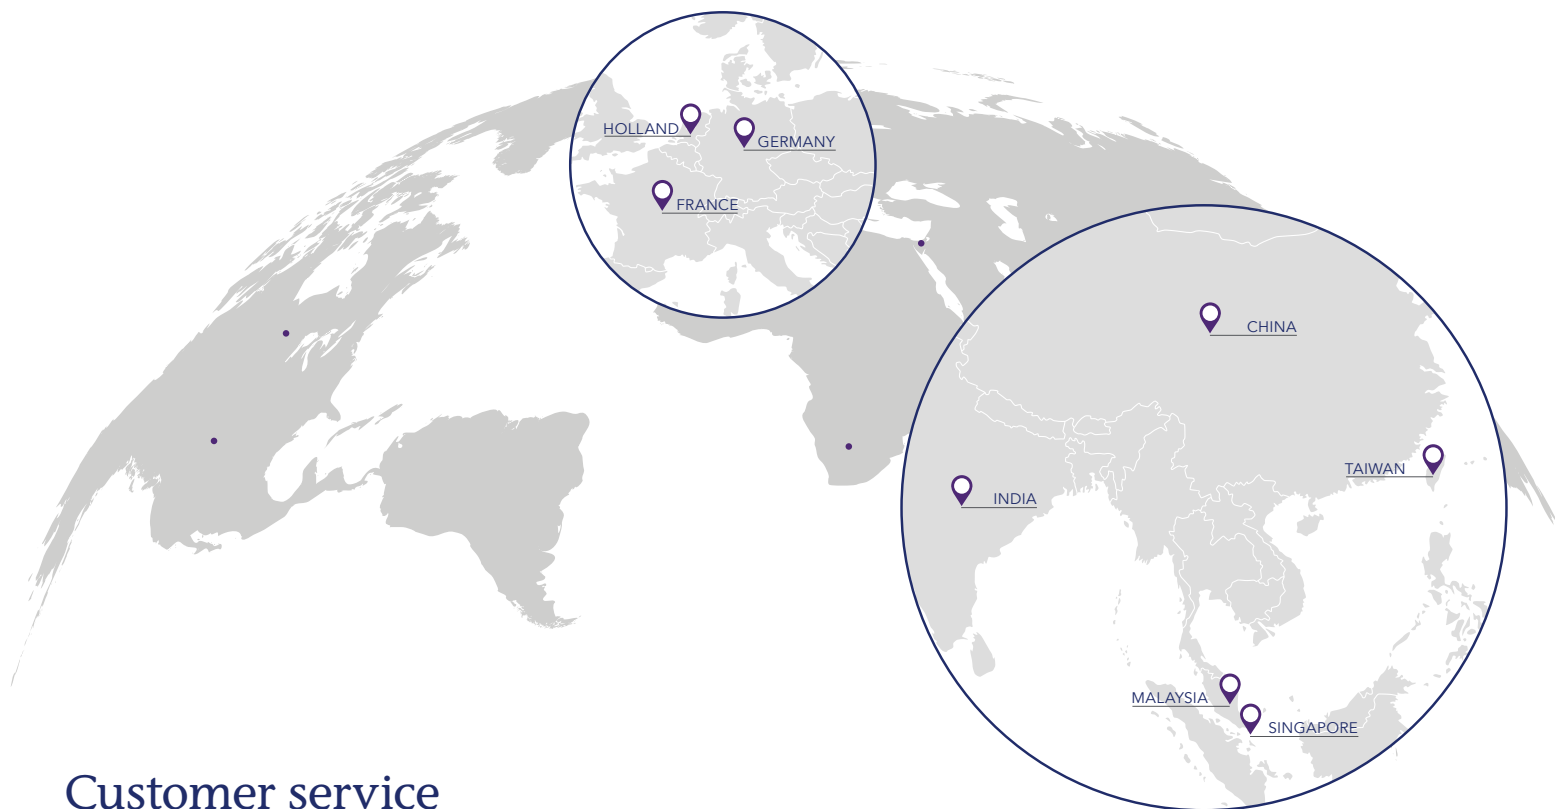 HOLLAND
GERMANY
FRANCE
CHINA
TAIWAN
INDIA
MALAYSIA
SINGAPORE
Customer service